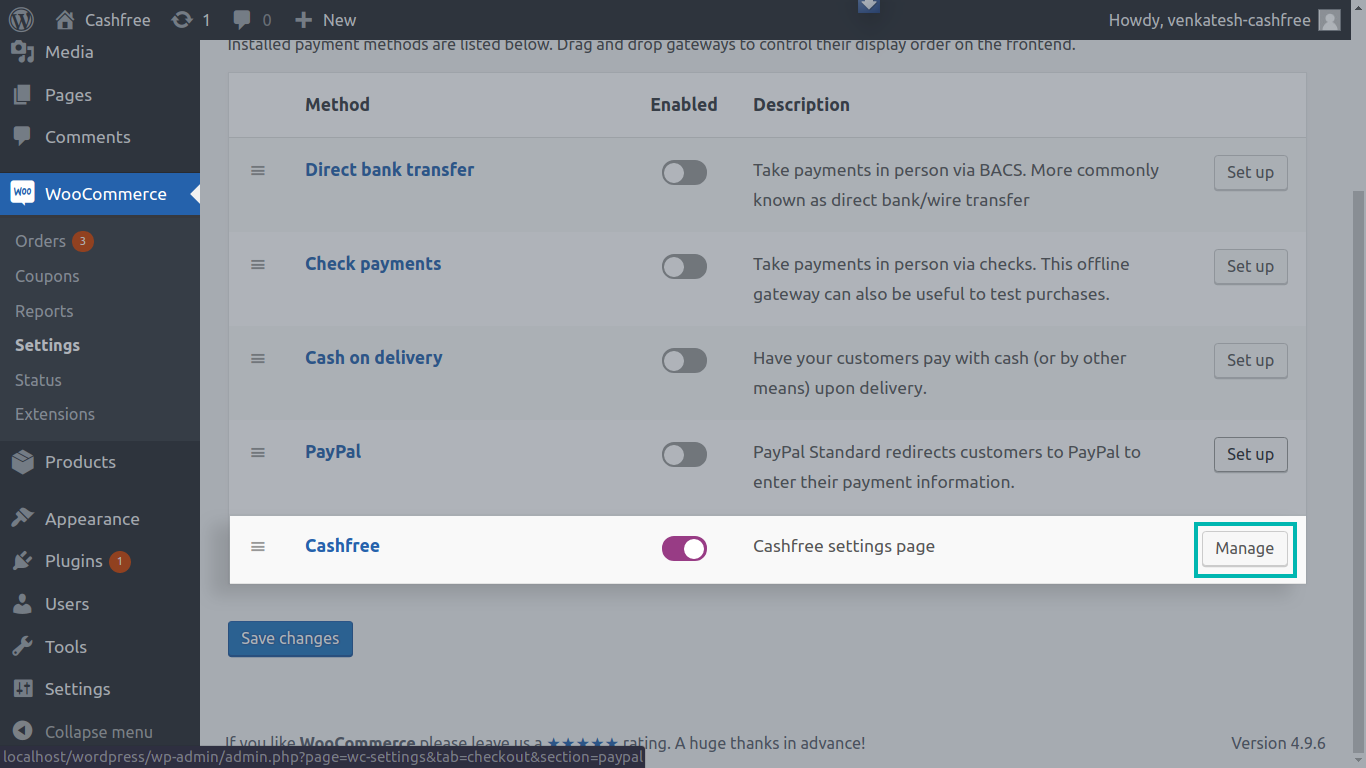 Cashfree 1 0 New Howdy, venkatesh-cashfree
Media
Pages
Comments
WOO WooCommerce
Orders 3
Coupons
Reports
Settings
Status
Extensions
Products
Appearance
Plugins 1
Users
Tools
Settings
Collapse menu
Installed payment methods are listed below. Drag and drop gateways to control their display order on the frontend.
Method Enabled Description
Direct bank transfer Take payments in person via BACS. More commonly Set up
known as direct bank/wire transfer
Check payments Take payments in person via checks. This offline Set up
gateway can also be useful to test purchases.
Cash on delivery Have your customers pay with cash (or by other Set up
means) upon delivery.
PayPal PayPal Standard redirects customers to PayPal to Set up
enter their payment information.
Cashfree Cashfree settings page Manage
Save changes
If you like WooCommerce please leave us a ★★★★★ rating. A huge thanks in advance! Version 4.9.6
localhost/wordpress/wp-admin/admin.php?page=wc-settings&tab=checkout&section=paypal